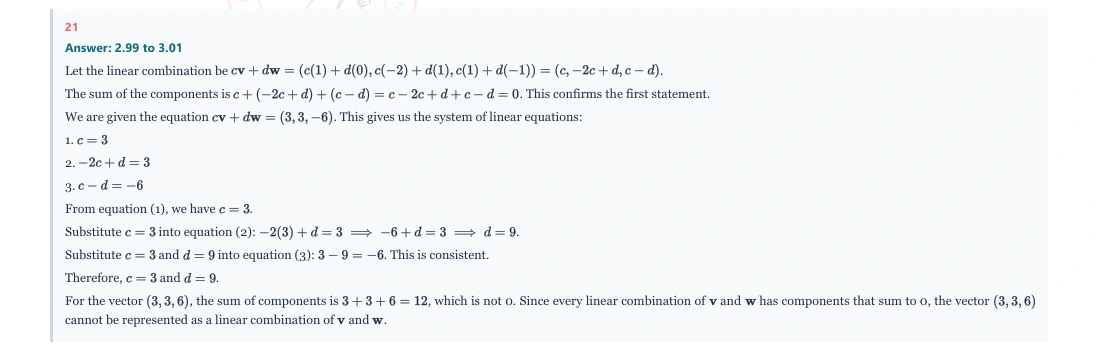 21
Answer: 2.99 to 3.01
Let the linear combination be cv + dw = (c(1) + d(0), c(−2) + d(1), c(1) + d(−1)) = (c, −2c + d, c − d).
The sum of the components is c + (−2c + d) + (c − d) = c − 2c + d + c − d = 0. This confirms the first statement.
We are given the equation cv + dw = (3, 3, −6). This gives us the system of linear equations:
1. c = 3
2. −2c + d = 3
3. c − d = −6
From equation (1), we have c = 3.
Substitute c = 3 into equation (2): −2(3) + d = 3 ⟹ −6 + d = 3 ⟹ d = 9.
Substitute c = 3 and d = 9 into equation (3): 3 − 9 = −6. This is consistent.
Therefore, c = 3 and d = 9.
For the vector (3, 3, 6), the sum of components is 3 + 3 + 6 = 12, which is not 0. Since every linear combination of v and w has components that sum to 0, the vector (3, 3, 6)
cannot be represented as a linear combination of v and w.